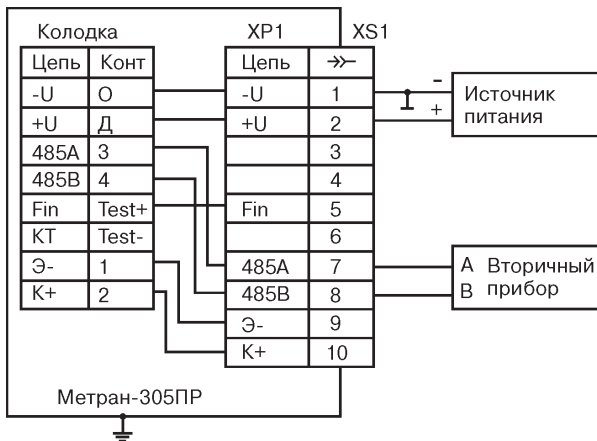 Колодка XP1 XS1
Цепь Конт Цепь
-U О -U 1
+U Д +U 2
485A 3 3
485B 4 4
Fin Test+ Fin 5
КТ Test- 6
Э- 1 485A 7
К+ 2 485B 8
Э- 9
К+ 10
-
+
Источник
питания
А Вторичный
В прибор
Метран-305ПР